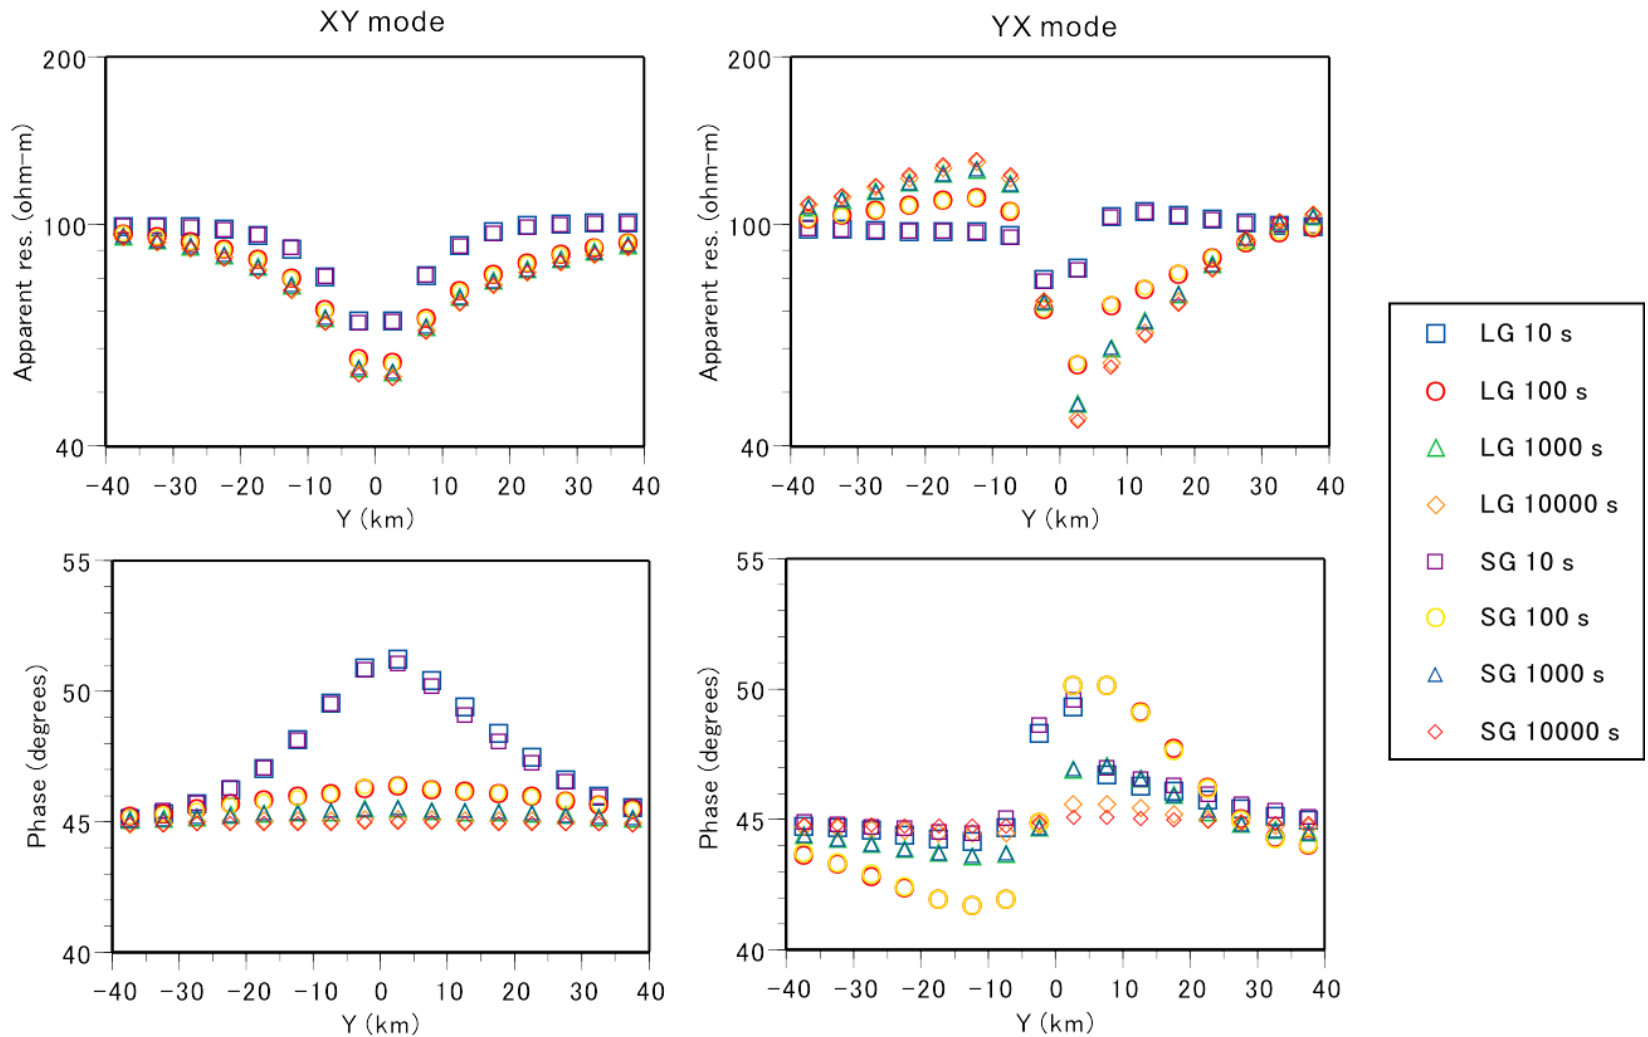 XY mode
YX mode
200
100
40
Apparent res. (ohm-m)
-40 -30 -20 -10 0 10 20 30 40
Y (km)
200
100
40
Apparent res. (ohm-m)
-40 -30 -20 -10 0 10 20 30 40
Y (km)
55
50
45
40
Phase (degrees)
-40 -30 -20 -10 0 10 20 30 40
Y (km)
55
50
45
40
Phase (degrees)
-40 -30 -20 -10 0 10 20 30 40
Y (km)
LG 10 s
LG 100 s
LG 1000 s
LG 10000 s
SG 10 s
SG 100 s
SG 1000 s
SG 10000 s